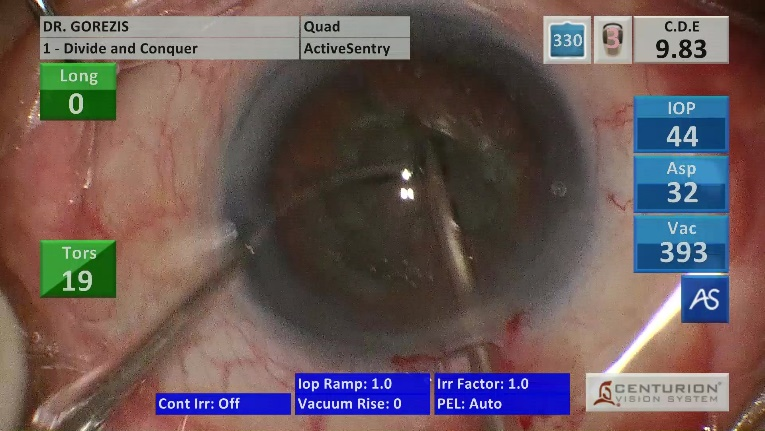 DR. GOREZIS
Quad
1 - Divide and Conquer
ActiveSentry
330
3
C.D.E
9.83
Long
0
IOP
44
Asp
32
Vac
393
Tors
19
AS
Iop Ramp: 1.0
Irr Factor: 1.0
Cont Irr: Off
Vacuum Rise: 0
PEL: Auto
CENTURION®
VISION SYSTEM